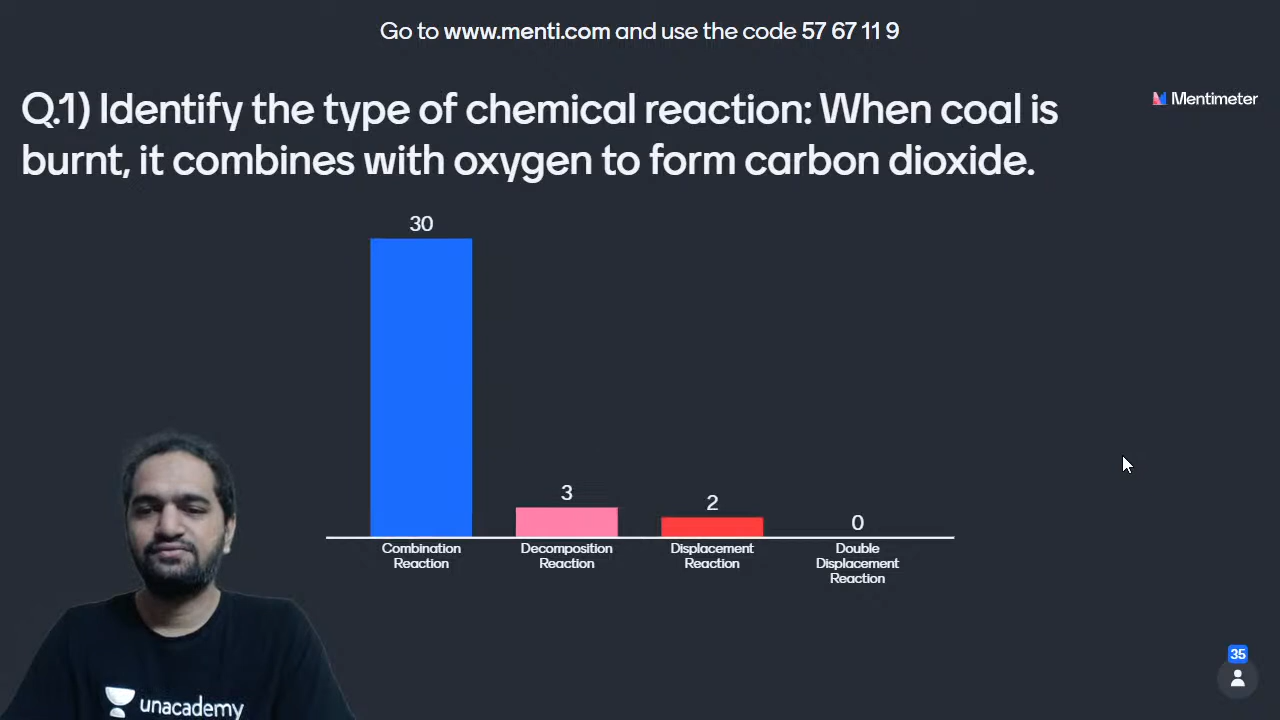 Go to www.menti.com and use the code 57 67 11 9
Q.1) Identify the type of chemical reaction: When coal is
burnt, it combines with oxygen to form carbon dioxide.
Mentimeter
30
3
2
0
Combination
Reaction
Decomposition
Reaction
Displacement
Reaction
Double
Displacement
Reaction
35
unacademy